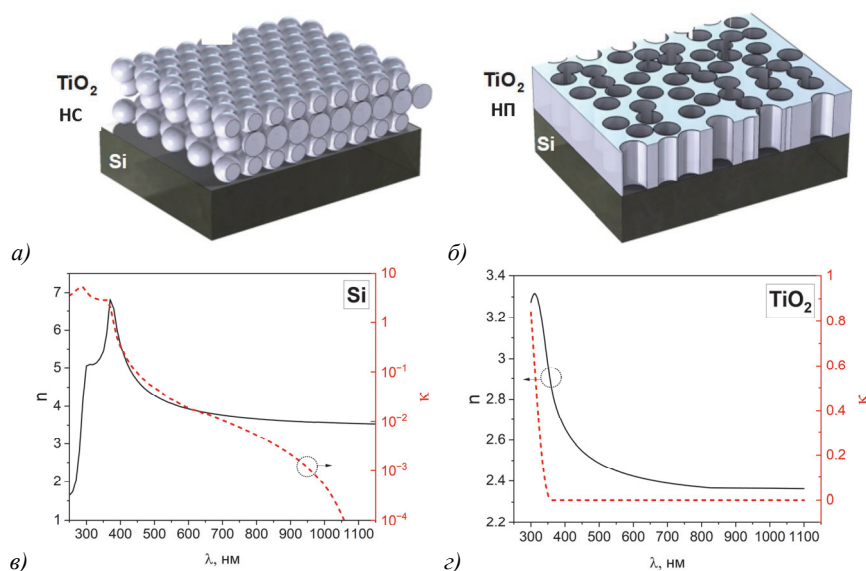 TiO2
НС
Si
а)
TiO2
НП
Si
б)
Si
n
7
6
5
4
3
2
1
300 400 500 600 700 800 900 1000
λ, нм
10
1
10−1
10−2
10−3
10−4
κ
в)
TiO2
n
3.4
3.2
3
2.8
2.6
2.4
2.2
300 400 500 600 700 800 900 1000 1100
λ, нм
1
0.8
0.6
0.4
0.2
0
κ
г)